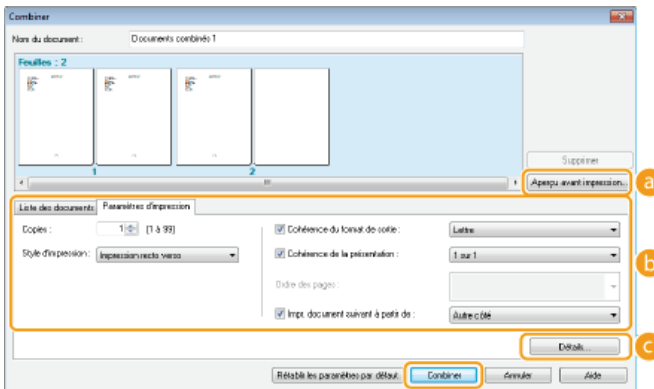 Combiner
Nom du document :
Documents combinés 1
Feuilles : 2
1
2
Supprimer
Aperçu avant impression...
a
Liste des documents
Paramètres d'impression
Copies :
1
[1 à 99]
Cohérence du format de sortie :
Lettre
Style d'impression :
Impression recto verso
Cohérence de la présentation :
1 sur 1
b
Ordre des pages :
Impr. document suivant à partir de :
Autre côté
Détails...
c
Rétablir les paramètres par défaut
Combiner
Annuler
Aide